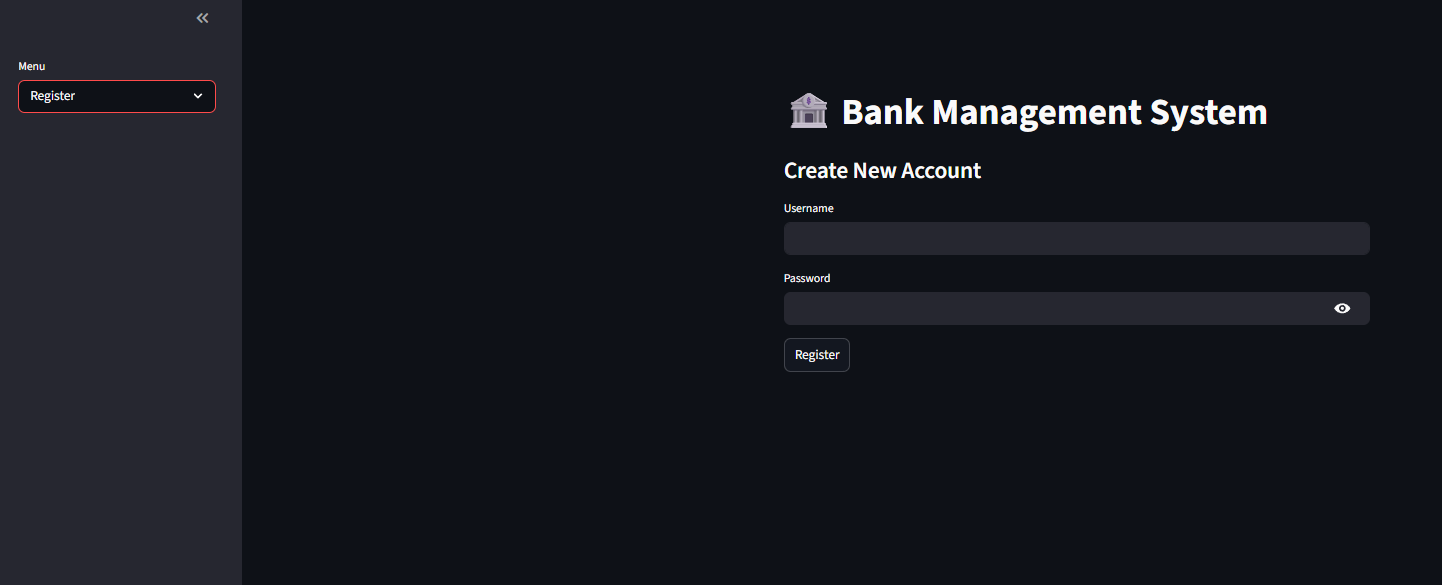 Menu
Register
Bank Management System
Create New Account
Username
Password
Register